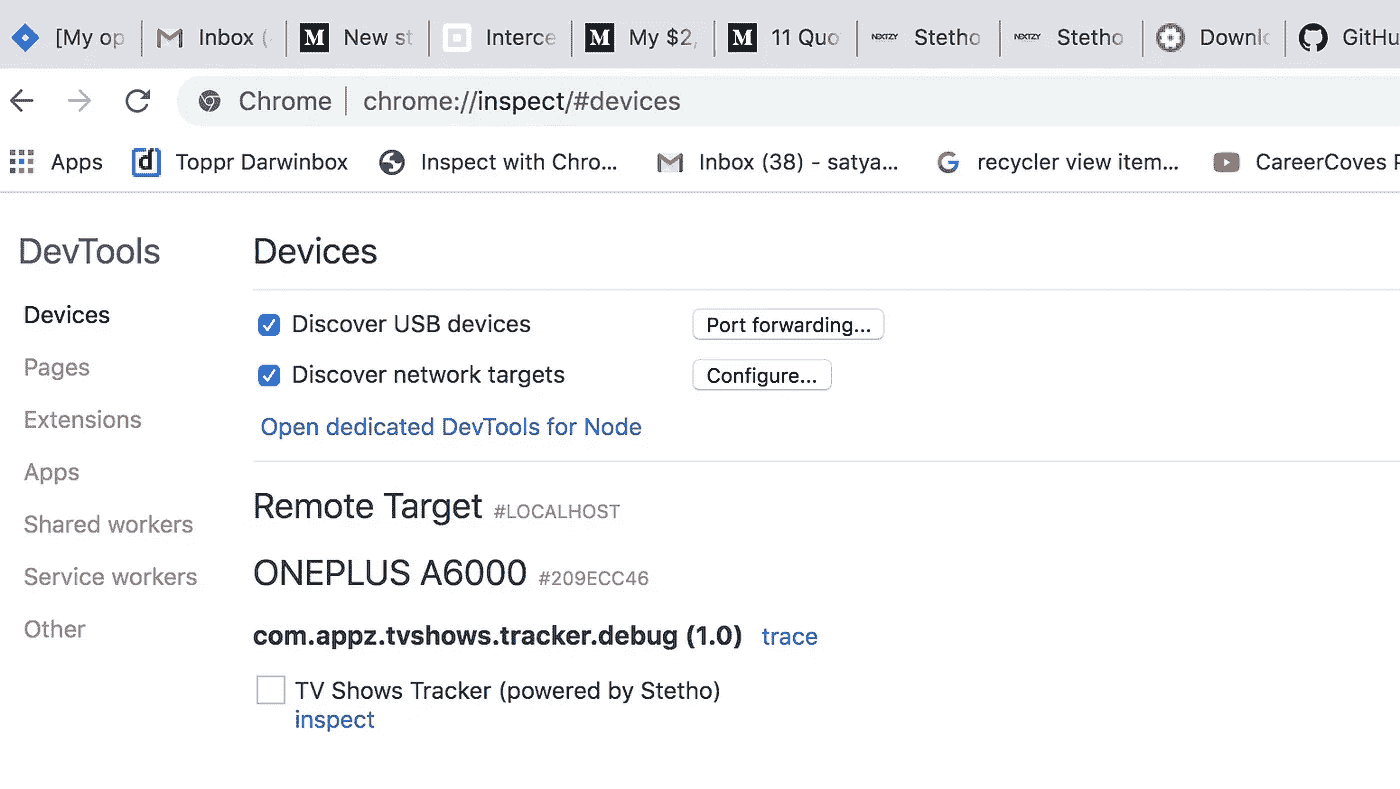 [My op Inbox ( M New st Interce M My $2, M 11 Quo NEXTZY Stetho NEXTZY Stetho Downlo GitHu
Chrome chrome://inspect/#devices
Apps d Toppr Darwinbox Inspect with Chro... Inbox (38) - satya... G recycler view item... CareerCoves P
DevTools
Devices
Pages
Extensions
Apps
Shared workers
Service workers
Other
Devices
Discover USB devices Port forwarding...
Discover network targets Configure...
Open dedicated DevTools for Node
Remote Target #LOCALHOST
ONEPLUS A6000 #209ECC46
com.appz.tvshows.tracker.debug (1.0) trace
TV Shows Tracker (powered by Stetho)
inspect